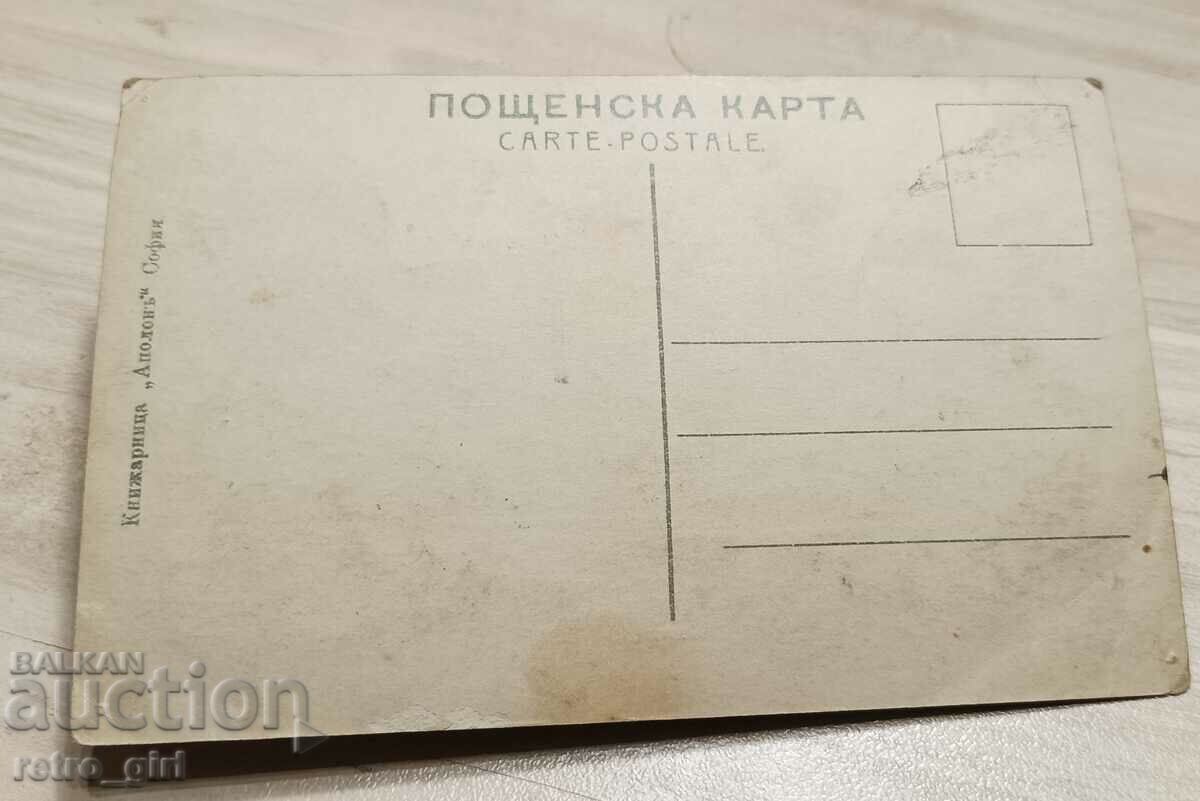 ПОЩЕНСКА КАРТА
CARTE-POSTALE.
Книжарница „Аполонъ“ София
BALKAN
auction
retro_girl